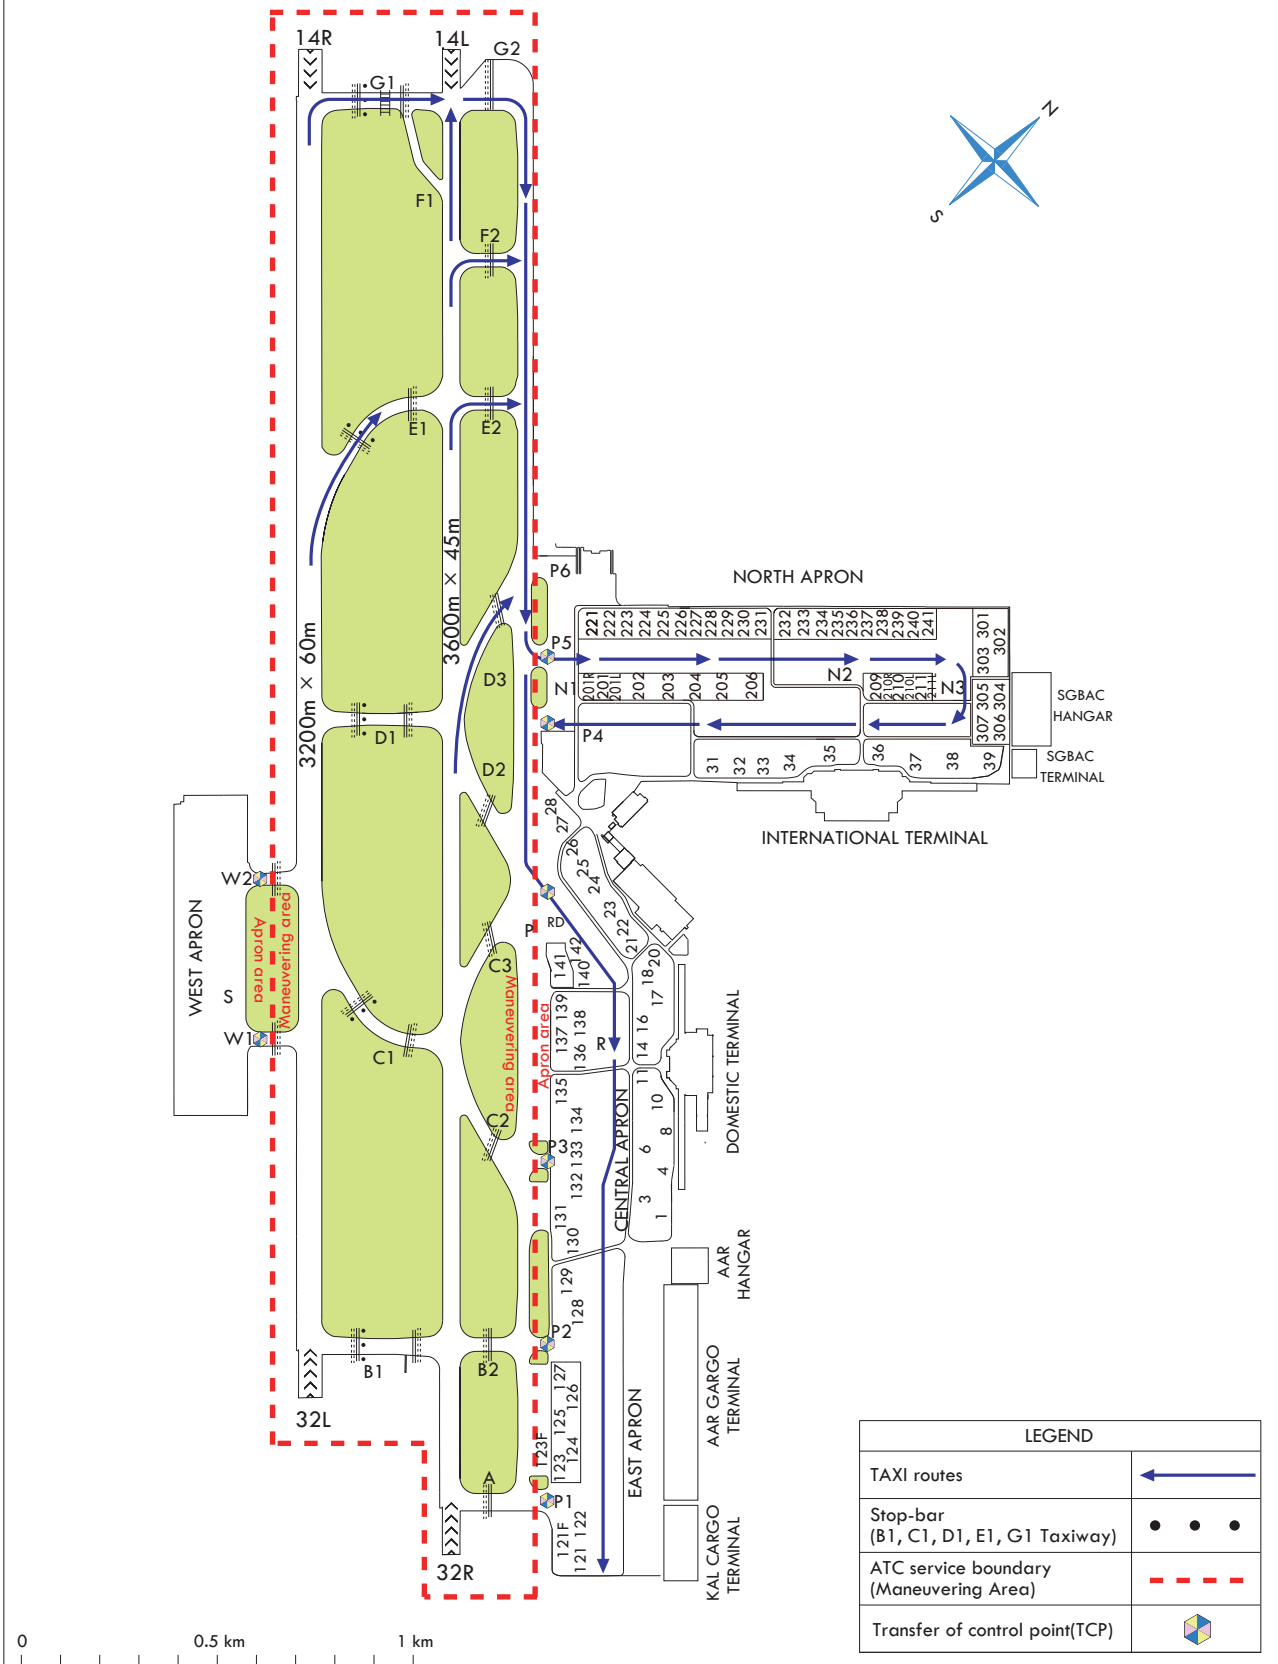 14R
14L
G2
G1
N
S
F1
F2
E1
E2
3200m × 60m
3600m × 45m
P6
NORTH APRON
221
222
223
224
225
226
227
228
229
230
231
232
233
234
235
236
237
238
239
240
241
301
302
303
P5
N1
N2
N3
201R
201
201L
202
203
204
205
206
209
210R
210
210L
211
211L
305
304
307
306
SGBAC
HANGAR
SGBAC
TERMINAL
P4
D3
D1
D2
31
32
33
34
35
36
37
38
39
INTERNATIONAL TERMINAL
28
27
26
25
24
23
22
21
20
W2
WEST APRON
S
W1
Apron area
Maneuvering area
P
RD
142
141
140
C3
C1
C2
Maneuvering area
Apron area
139
138
137
136
R
18
17
16
14
11
10
8
6
4
3
1
DOMESTIC TERMINAL
CENTRAL APRON
135
134
133
132
P3
131
130
129
128
P2
AAR
HANGAR
B1
B2
32L
127
126
125
124
123F
123
A
P1
EAST APRON
AAR GARGO
TERMINAL
121F
122
121
KAL CARGO
TERMINAL
32R
LEGEND
TAXI routes
Stop-bar
(B1, C1, D1, E1, G1 Taxiway)
ATC service boundary
(Maneuvering Area)
Transfer of control point(TCP)
0
0.5 km
1 km